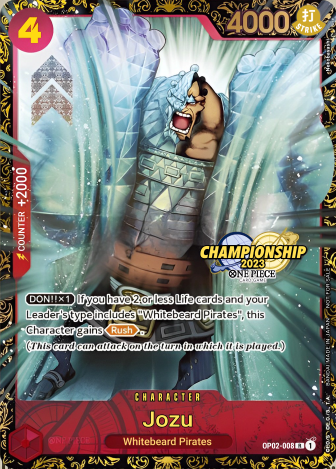 4
4000
打
STRIKE
COUNTER +2000
CHAMPIONSHIP
2023
ONE PIECE
CARD GAME
DON!!×1 If you have 2 or less Life cards and your
Leader's type includes "Whitebeard Pirates", this
Character gains Rush.
(This card can attack on the turn in which it is played.)
CHARACTER
Jozu
Whitebeard Pirates
OP02-008 R 1